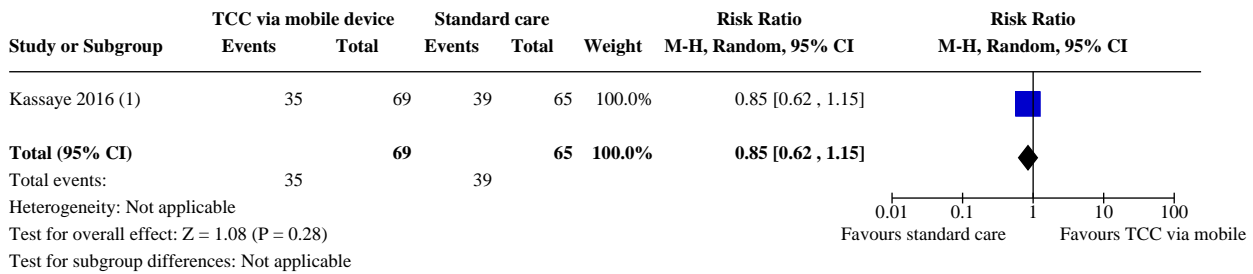 TCC via mobile device Standard care Risk Ratio Risk Ratio
Study or Subgroup Events Total Events Total Weight M-H, Random, 95% CI M-H, Random, 95% CI
Kassaye 2016 (1) 35 69 39 65 100.0% 0.85 [0.62 , 1.15]
Total (95% CI) 69 65 100.0% 0.85 [0.62 , 1.15]
Total events: 35 39
Heterogeneity: Not applicable
0.01 0.1 1 10 100
Test for overall effect: Z = 1.08 (P = 0.28)
Favours standard care Favours TCC via mobile
Test for subgroup differences: Not applicable